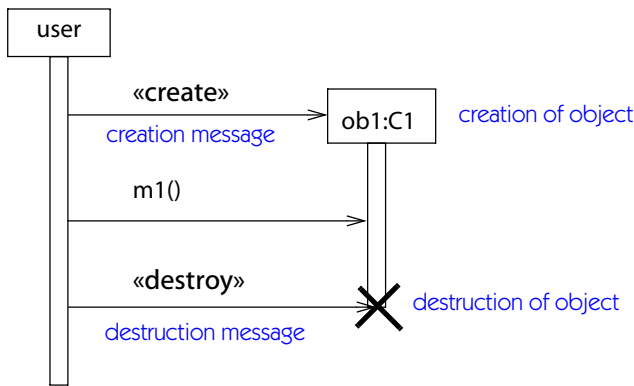 user
«create»
creation message
ob1:C1
creation of object
m1()
«destroy»
destruction message
destruction of object